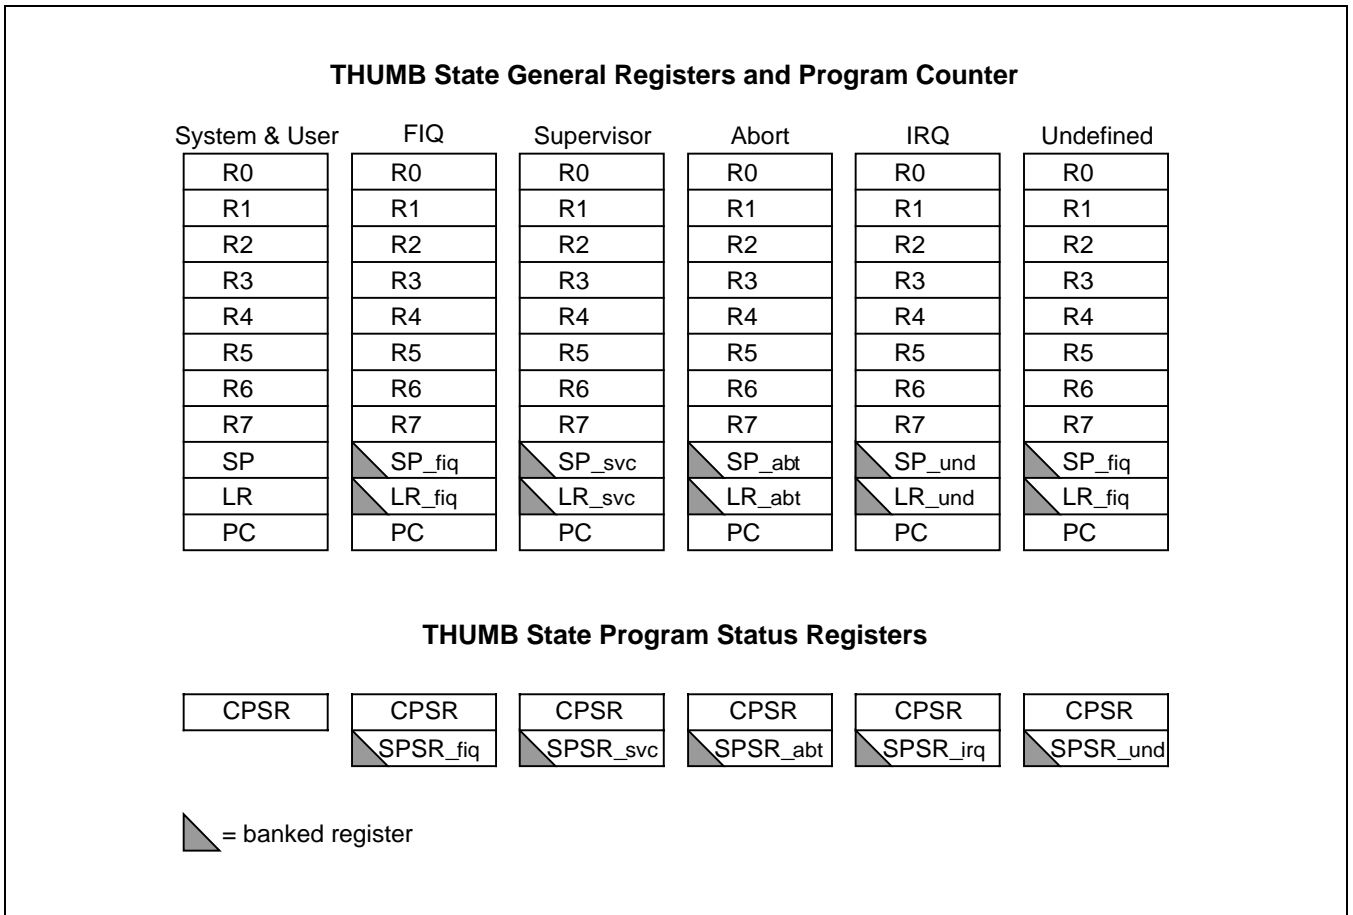 THUMB State General Registers and Program Counter
System & User FIQ Supervisor Abort IRQ Undefined
R0 R0 R0 R0 R0 R0
R1 R1 R1 R1 R1 R1
R2 R2 R2 R2 R2 R2
R3 R3 R3 R3 R3 R3
R4 R4 R4 R4 R4 R4
R5 R5 R5 R5 R5 R5
R6 R6 R6 R6 R6 R6
R7 R7 R7 R7 R7 R7
SP SP_fiq SP_svc SP_abt SP_und SP_fiq
LR LR_fiq LR_svc LR_abt LR_und LR_fiq
PC PC PC PC PC PC
THUMB State Program Status Registers
CPSR CPSR CPSR CPSR CPSR CPSR
SPSR_fiq SPSR_svc SPSR_abt SPSR_irq SPSR_und
= banked register